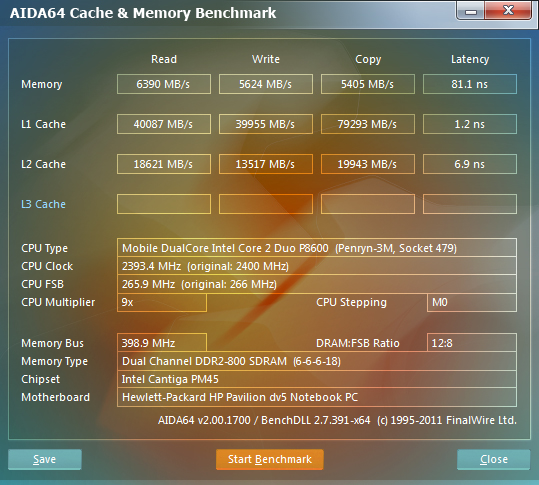 AIDA64 Cache & Memory Benchmark
Read Write Copy Latency
Memory 6390 MB/s 5624 MB/s 5405 MB/s 81.1 ns
L1 Cache 40087 MB/s 39955 MB/s 79293 MB/s 1.2 ns
L2 Cache 18621 MB/s 13517 MB/s 19943 MB/s 6.9 ns
L3 Cache
CPU Type Mobile DualCore Intel Core 2 Duo P8600 (Penryn-3M, Socket 479)
CPU Clock 2393.4 MHz (original: 2400 MHz)
CPU FSB 265.9 MHz (original: 266 MHz)
CPU Multiplier 9x CPU Stepping M0
Memory Bus 398.9 MHz DRAM:FSB Ratio 12:8
Memory Type Dual Channel DDR2-800 SDRAM (6-6-6-18)
Chipset Intel Cantiga PM45
Motherboard Hewlett-Packard HP Pavilion dv5 Notebook PC
AIDA64 v2.00.1700 / BenchDLL 2.7.391-x64 (c) 1995-2011 FinalWire Ltd.
Save Start Benchmark Close